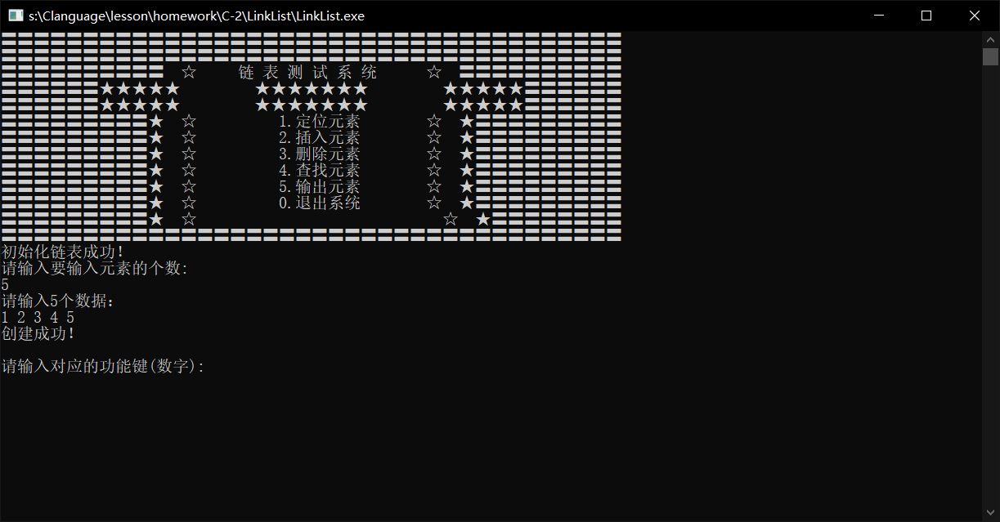 s:\Clanguage\lesson\homework\C-2\LinkList\LinkList.exe
☆ 链 表 测 试 系 统 ☆
★★★★★ ★★★★★★★ ★★★★★
★★★★★ ★★★★★★★ ★★★★★
★ ☆ 1.定位元素 ☆ ★
★ ☆ 2.插入元素 ☆ ★
★ ☆ 3.删除元素 ☆ ★
★ ☆ 4.查找元素 ☆ ★
★ ☆ 5.输出元素 ☆ ★
★ ☆ 0.退出系统 ☆ ★
★ ☆ ☆ ★
初始化链表成功!
请输入要输入元素的个数:
5
请输入5个数据:
1 2 3 4 5
创建成功!
请输入对应的功能键(数字):